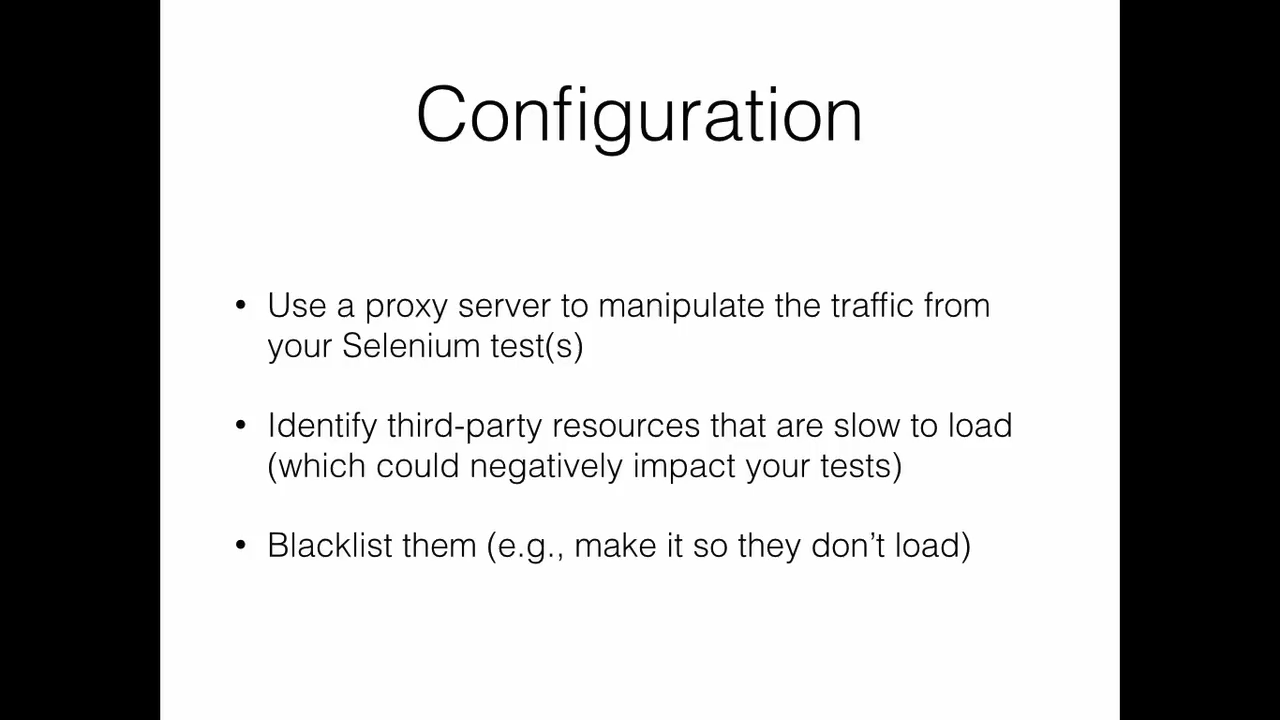 Configuration
• Use a proxy server to manipulate the traffic from
your Selenium test(s)
• Identify third-party resources that are slow to load
(which could negatively impact your tests)
• Blacklist them (e.g., make it so they don’t load)